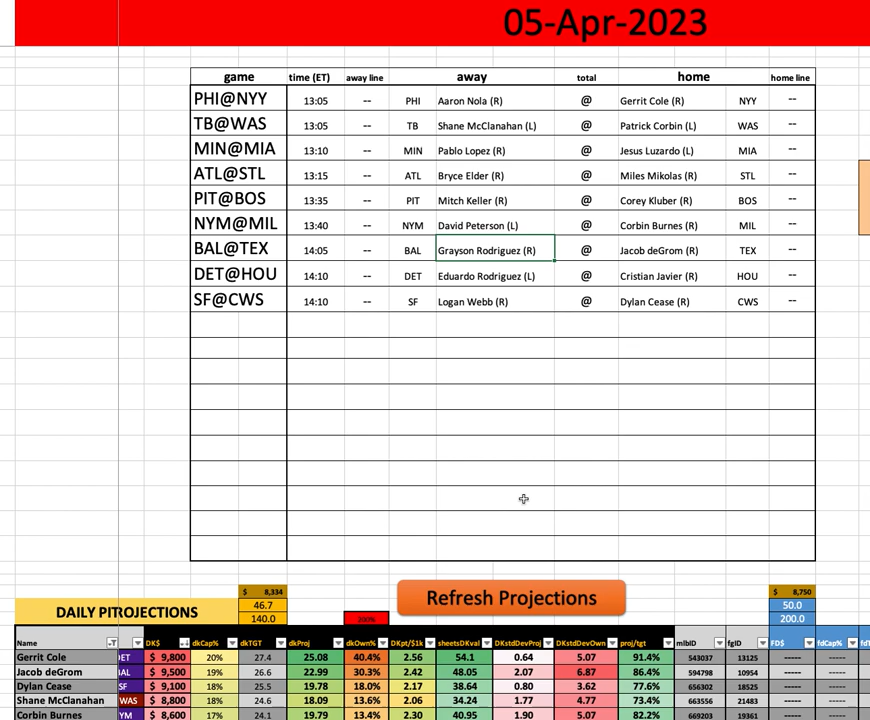 05-Apr-2023
game time (ET) away line away total home home line
PHI@NYY 13:05 -- PHI Aaron Nola (R) @ Gerrit Cole (R) NYY --
TB@WAS 13:05 -- TB Shane McClanahan (L) @ Patrick Corbin (L) WAS --
MIN@MIA 13:10 -- MIN Pablo Lopez (R) @ Jesus Luzardo (L) MIA --
ATL@STL 13:15 -- ATL Bryce Elder (R) @ Miles Mikolas (R) STL --
PIT@BOS 13:35 -- PIT Mitch Keller (R) @ Corey Kluber (R) BOS --
NYM@MIL 13:40 -- NYM David Peterson (L) @ Corbin Burnes (R) MIL --
BAL@TEX 14:05 -- BAL Grayson Rodriguez (R) @ Jacob deGrom (R) TEX --
DET@HOU 14:10 -- DET Eduardo Rodriguez (L) @ Cristian Javier (R) HOU --
SF@CWS 14:10 -- SF Logan Webb (R) @ Dylan Cease (R) CWS --
$ 8,334 $ 8,750
DAILY PITROJECTIONS 46.7 Refresh Projections 50.0
140.0 200% 200.0
Name DK$ dkCap% dkTGT dkProj dkOwn% DKpt/$1k sheetsDKval DKstdDevProj DKstdDevOwn proj/tgt mlbID fgID FD$ fdCap% fdT
Gerrit Cole ET $ 9,800 20% 27.4 25.08 40.4% 2.56 54.1 0.64 5.07 91.4% 543037 13125 ----- -----
Jacob deGrom AL $ 9,500 19% 26.6 22.99 30.3% 2.42 48.05 2.07 6.87 86.4% 594798 10954 ----- -----
Dylan Cease SF $ 9,100 18% 25.5 19.78 18.0% 2.17 38.64 0.80 3.62 77.6% 656302 18525 ----- -----
Shane McClanahan WAS $ 8,800 18% 24.6 18.09 13.6% 2.06 34.24 1.77 4.77 73.4% 663556 21483 ----- -----
Corbin Burnes YM $ 8,600 17% 24.1 19.79 13.4% 2.30 40.95 1.90 5.07 82.2% 669203 19361 ----- -----